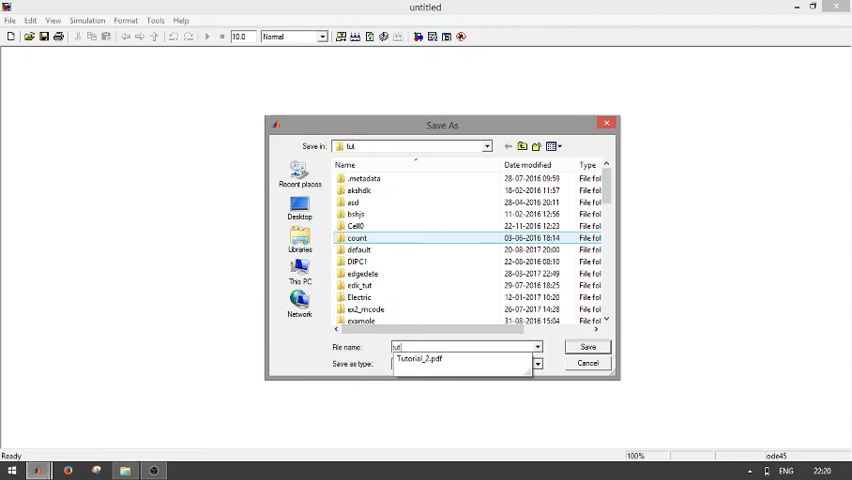 untitled
File Edit View Simulation Format Tools Help
10.0 Normal
Save As
Save in: tut
Name Date modified Type
Recent places
Desktop
Libraries
This PC
Network
.metadata 28-07-2016 09:59 File fol
akshdk 18-02-2016 11:57 File fol
asd 28-04-2016 20:11 File fol
bshjs 11-02-2016 12:56 File fol
Cell0 22-11-2016 12:23 File fol
count 03-06-2016 18:14 File fol
default 20-08-2017 20:00 File fol
DIPC1 22-08-2016 08:10 File fol
edgedete 28-03-2017 22:49 File fol
edk_tut 29-07-2016 18:25 File fol
Electric 12-01-2017 10:20 File fol
ex2_mcode 26-07-2017 14:28 File fol
example 31-08-2016 15:04 File fol
File name: tut Save
Tutorial_2.pdf
Save as type: Cancel
Ready 100% ode45
ENG 22:20